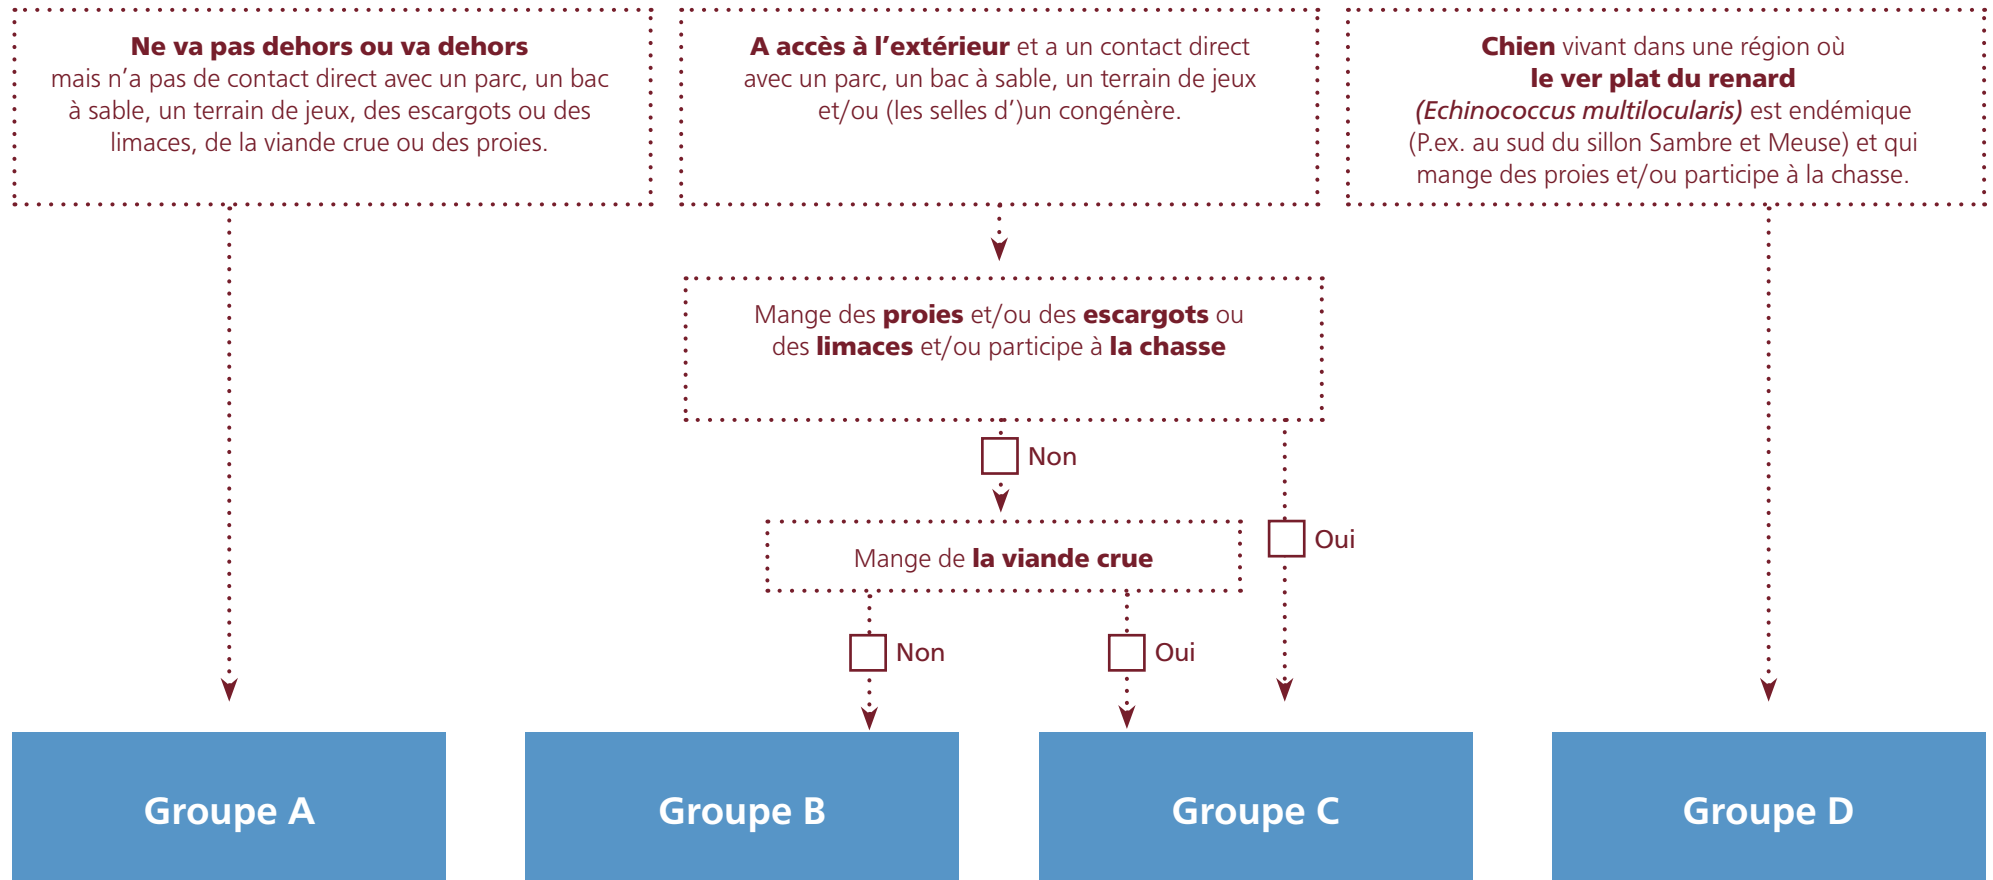 Ne va pas dehors ou va dehors
mais n’a pas de contact direct avec un parc, un bac
à sable, un terrain de jeux, des escargots ou des
limaces, de la viande crue ou des proies.
A accès à l’extérieur et a un contact direct
avec un parc, un bac à sable, un terrain de jeux
et/ou (les selles d’)un congénère.
Chien vivant dans une région où
le ver plat du renard
(Echinococcus multilocularis) est endémique
(P.ex. au sud du sillon Sambre et Meuse) et qui
mange des proies et/ou participe à la chasse.
Mange des proies et/ou des escargots ou
des limaces et/ou participe à la chasse
Non
Oui
Mange de la viande crue
Non
Oui
Groupe A
Groupe B
Groupe C
Groupe D